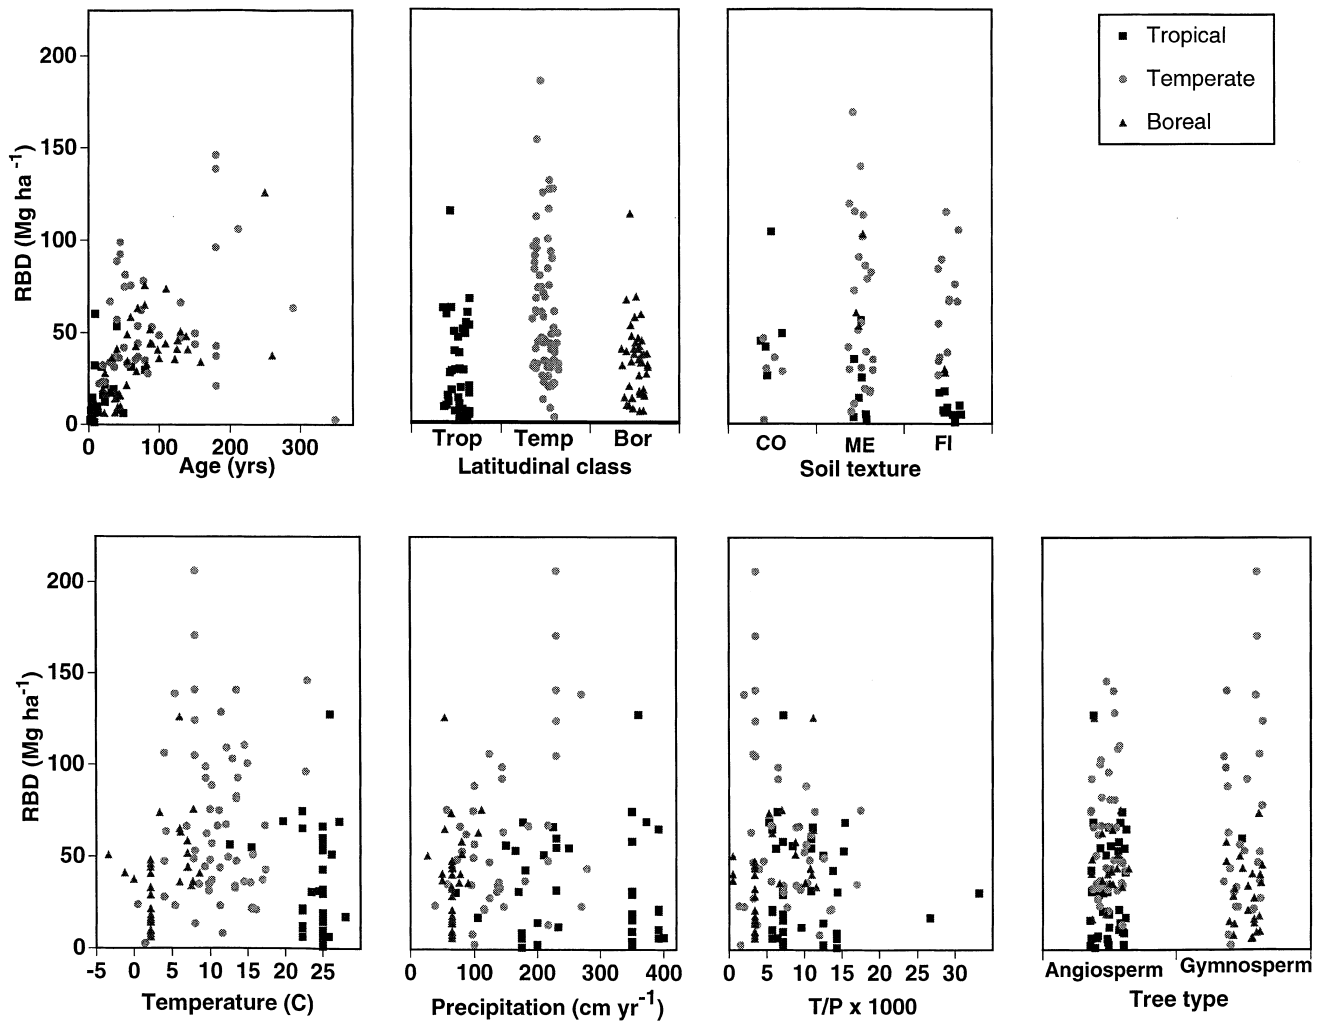 200
150
100
50
0
RBD (Mg ha⁻¹)
0 100 200 300
Age (yrs)
Trop Temp Bor
Latitudinal class
CO ME FI
Soil texture
Tropical
Temperate
Boreal
200
150
100
50
0
RBD (Mg ha⁻¹)
−5 0 5 10 15 20 25
Temperature (C)
0 100 200 300 400
Precipitation (cm yr⁻¹)
0 5 10 15 20 25 30
T/P x 1000
Angiosperm Gymnosperm
Tree type